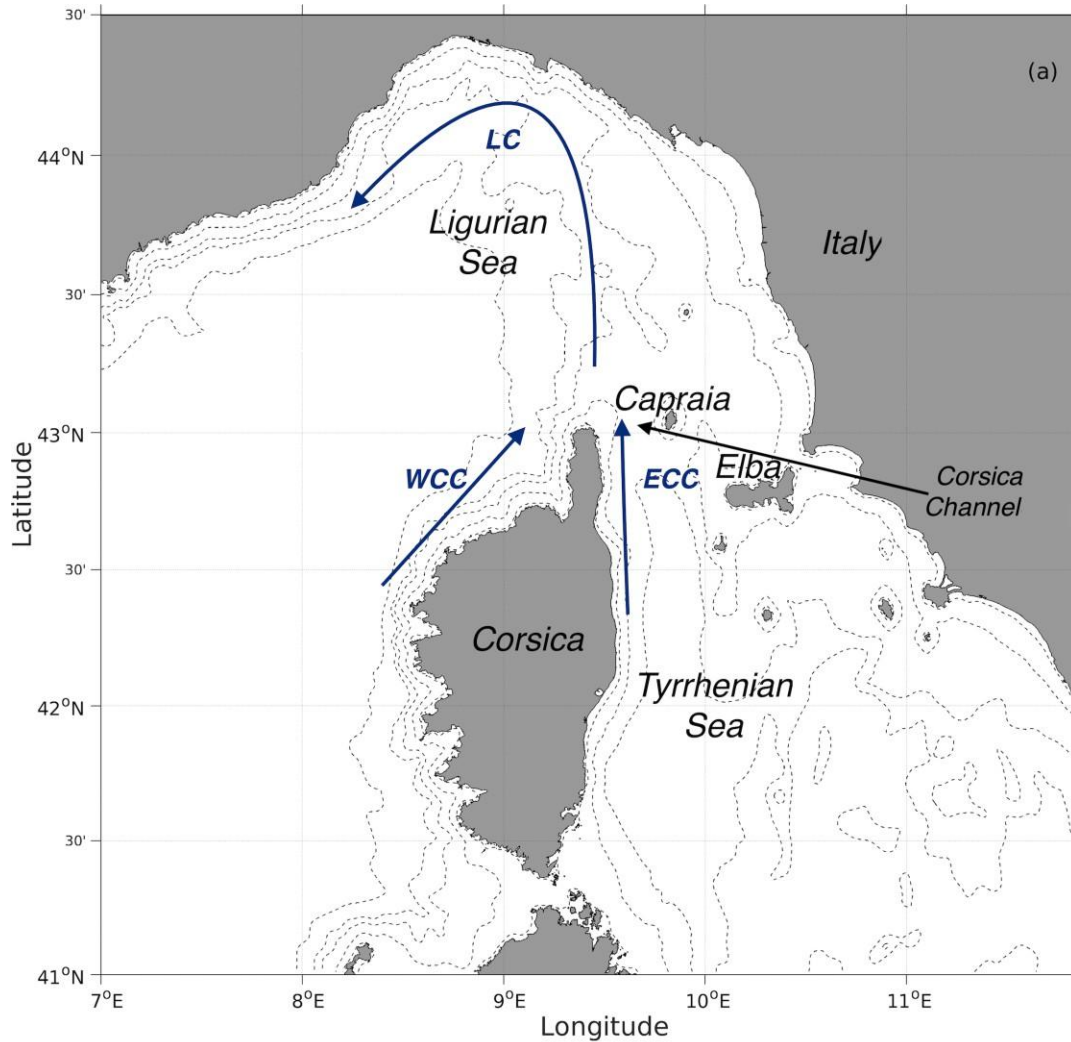 30'
(a)
LC
44°N
Ligurian
Sea
Italy
30'
Capraia
43°N
Elba
WCC
ECC
Corsica
Channel
Latitude
30'
Corsica
Tyrrhenian
Sea
42°N
30'
41°N
7°E
8°E
9°E
10°E
11°E
Longitude